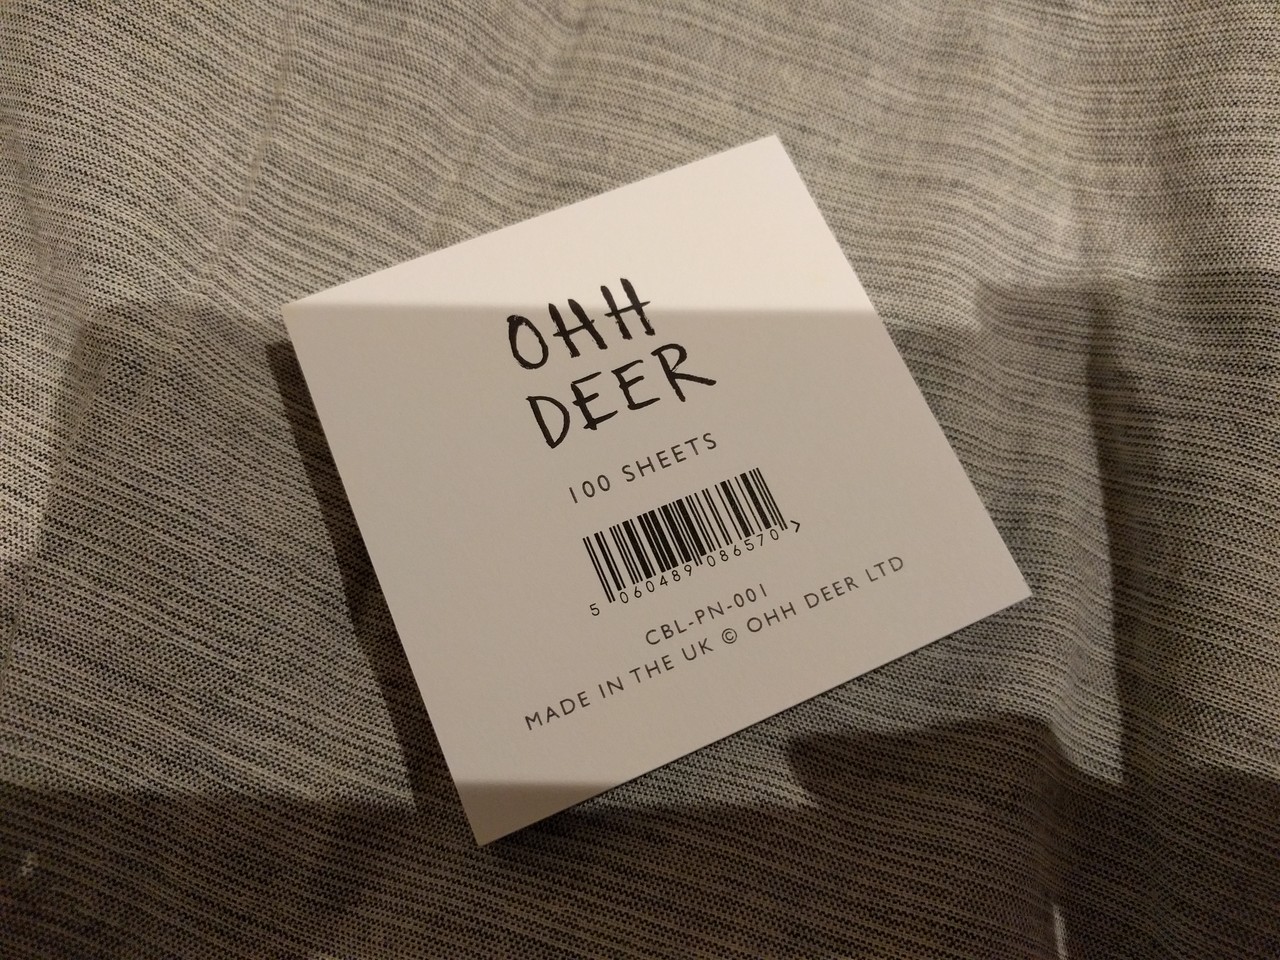 OHH
DEER
100 SHEETS
5 060489 086570 >
CBL-PN-001
MADE IN THE UK © OHH DEER LTD